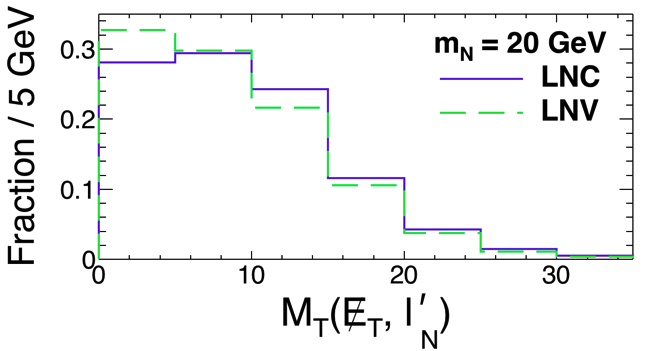 Fraction / 5 GeV
0.3
0.2
0.1
0
0 10 20 30
m_N = 20 GeV
LNC
LNV
M_T(E̸_T, l′_N)